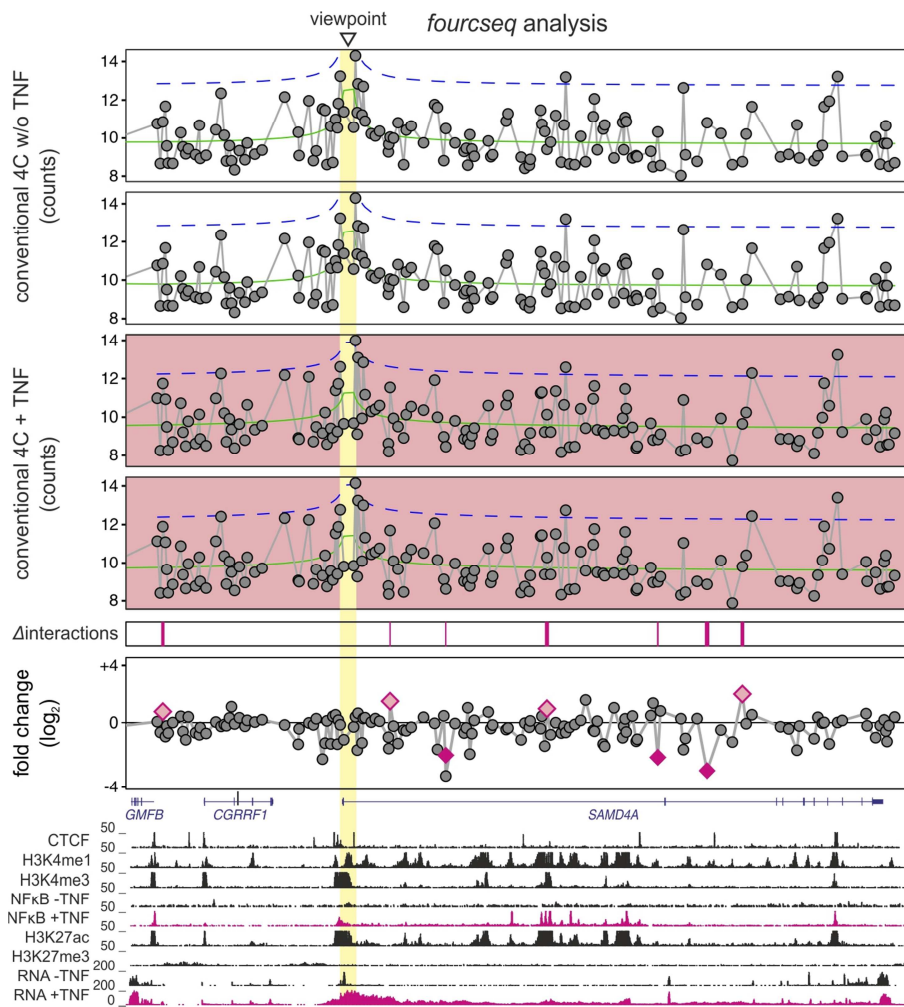 viewpoint
fourcseq analysis
conventional 4C w/o TNF
(counts)
14
12
10
8
14
12
10
8
conventional 4C + TNF
(counts)
14
12
10
8
14
12
10
8
Δinteractions
fold change
(log2)
+4
0
-4
GMFB
CGRRF1
SAMD4A
50
CTCF
50
H3K4me1
50
H3K4me3
50
NFκB -TNF
50
NFκB +TNF
50
H3K27ac
50
H3K27me3
200
RNA -TNF
200
RNA +TNF
0